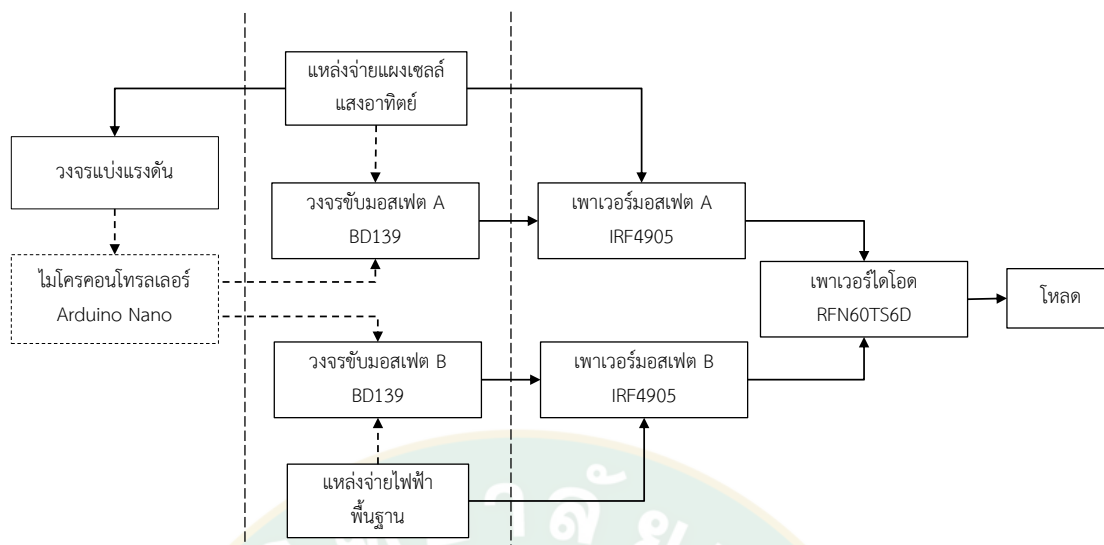 แหล่งจ่ายแผงเซลล์
แสงอาทิตย์
วงจรแบ่งแรงดัน
วงจรขับมอสเฟต A
BD139
เพาเวอร์มอสเฟต A
IRF4905
ไมโครคอนโทรลเลอร์
Arduino Nano
เพาเวอร์ไดโอด
RFN60TS6D
โหลด
วงจรขับมอสเฟต B
BD139
เพาเวอร์มอสเฟต B
IRF4905
แหล่งจ่ายไฟฟ้า
พื้นฐาน